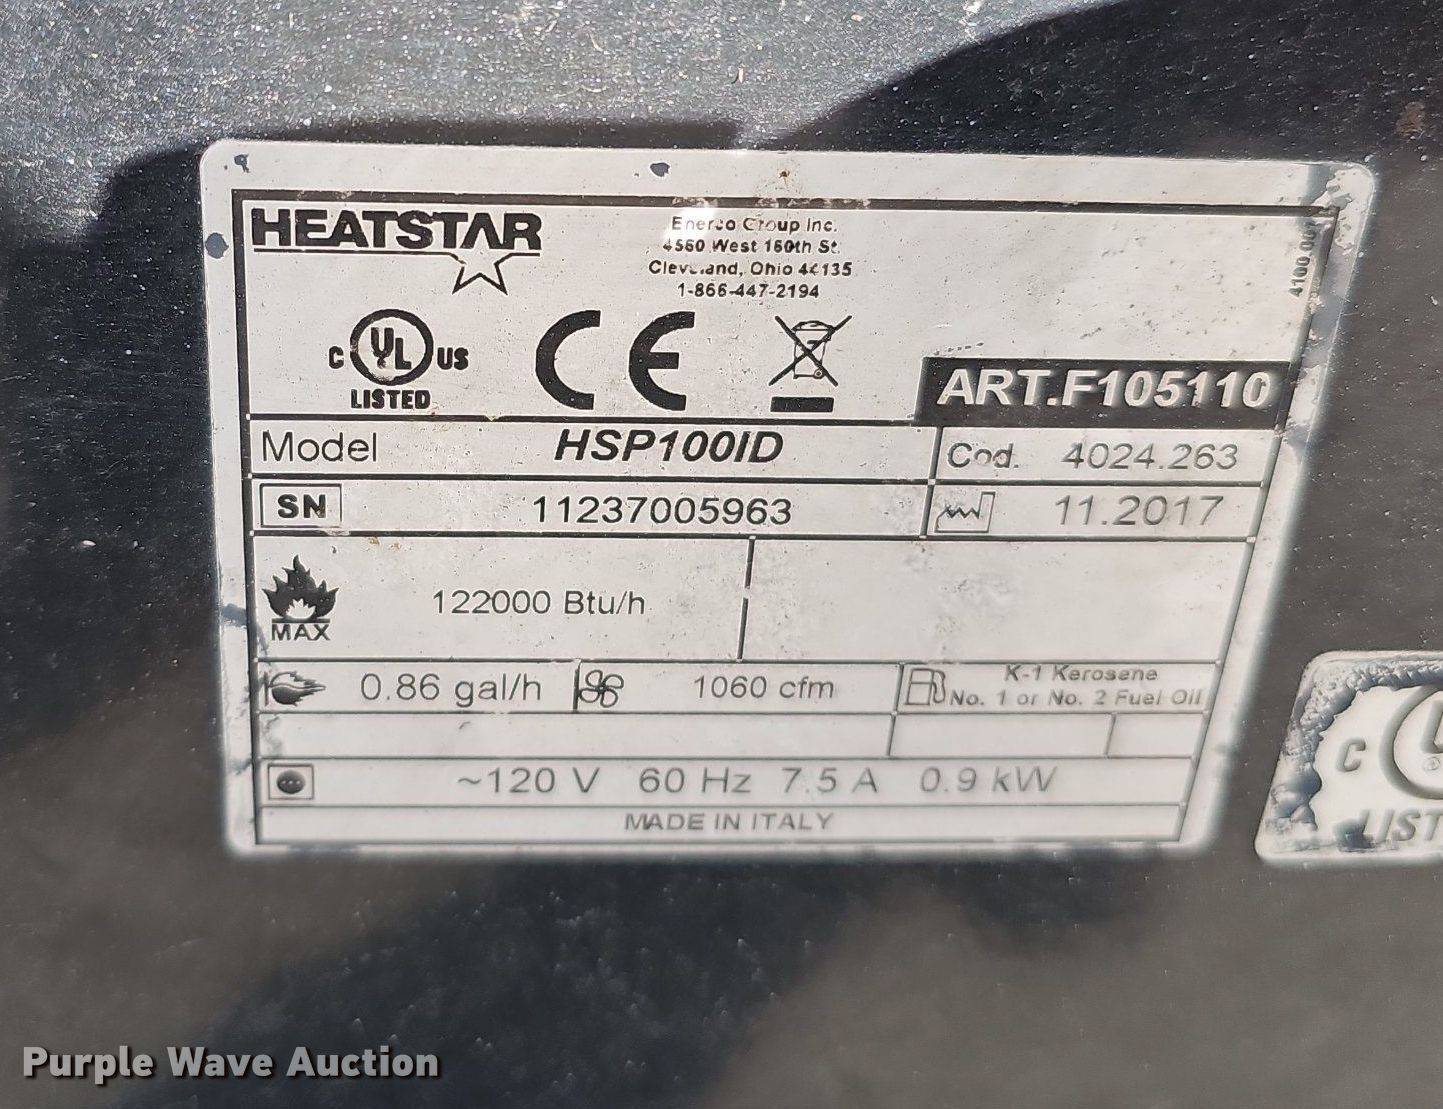 HEATSTAR
Enerco Group Inc.
4560 West 160th St.
Cleveland, Ohio 44135
1-866-447-2194
C UL US
LISTED
CE
ART.F105110
Model HSP100ID Cod. 4024.263
SN 11237005963 11.2017
122000 Btu/h
MAX
0.86 gal/h 1060 cfm
K-1 Kerosene
No. 1 or No. 2 Fuel Oil
~120 V 60 Hz 7.5 A 0.9 kW
MADE IN ITALY
C
Purple Wave Auction